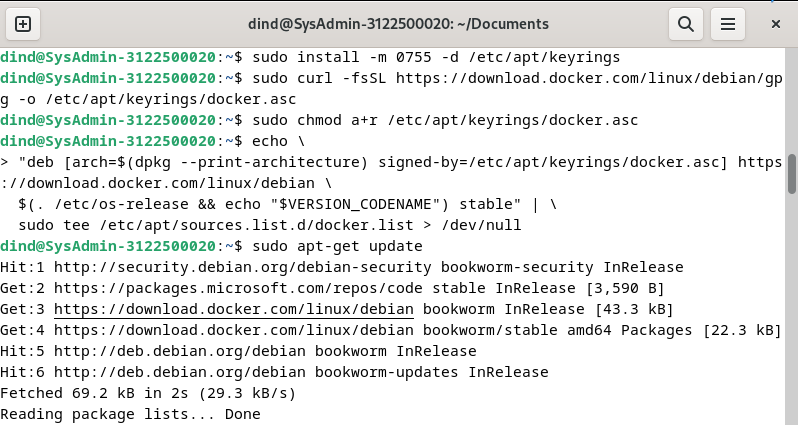 dind@SysAdmin-3122500020: ~/Documents
dind@SysAdmin-3122500020:~$ sudo install -m 0755 -d /etc/apt/keyrings
dind@SysAdmin-3122500020:~$ sudo curl -fsSL https://download.docker.com/linux/debian/gp
g -o /etc/apt/keyrings/docker.asc
dind@SysAdmin-3122500020:~$ sudo chmod a+r /etc/apt/keyrings/docker.asc
dind@SysAdmin-3122500020:~$ echo \
> "deb [arch=$(dpkg --print-architecture) signed-by=/etc/apt/keyrings/docker.asc] https
://download.docker.com/linux/debian \
  $(. /etc/os-release && echo "$VERSION_CODENAME") stable" | \
  sudo tee /etc/apt/sources.list.d/docker.list > /dev/null
dind@SysAdmin-3122500020:~$ sudo apt-get update
Hit:1 http://security.debian.org/debian-security bookworm-security InRelease
Get:2 https://packages.microsoft.com/repos/code stable InRelease [3,590 B]
Get:3 https://download.docker.com/linux/debian bookworm InRelease [43.3 kB]
Get:4 https://download.docker.com/linux/debian bookworm/stable amd64 Packages [22.3 kB]
Hit:5 http://deb.debian.org/debian bookworm InRelease
Hit:6 http://deb.debian.org/debian bookworm-updates InRelease
Fetched 69.2 kB in 2s (29.3 kB/s)
Reading package lists... Done